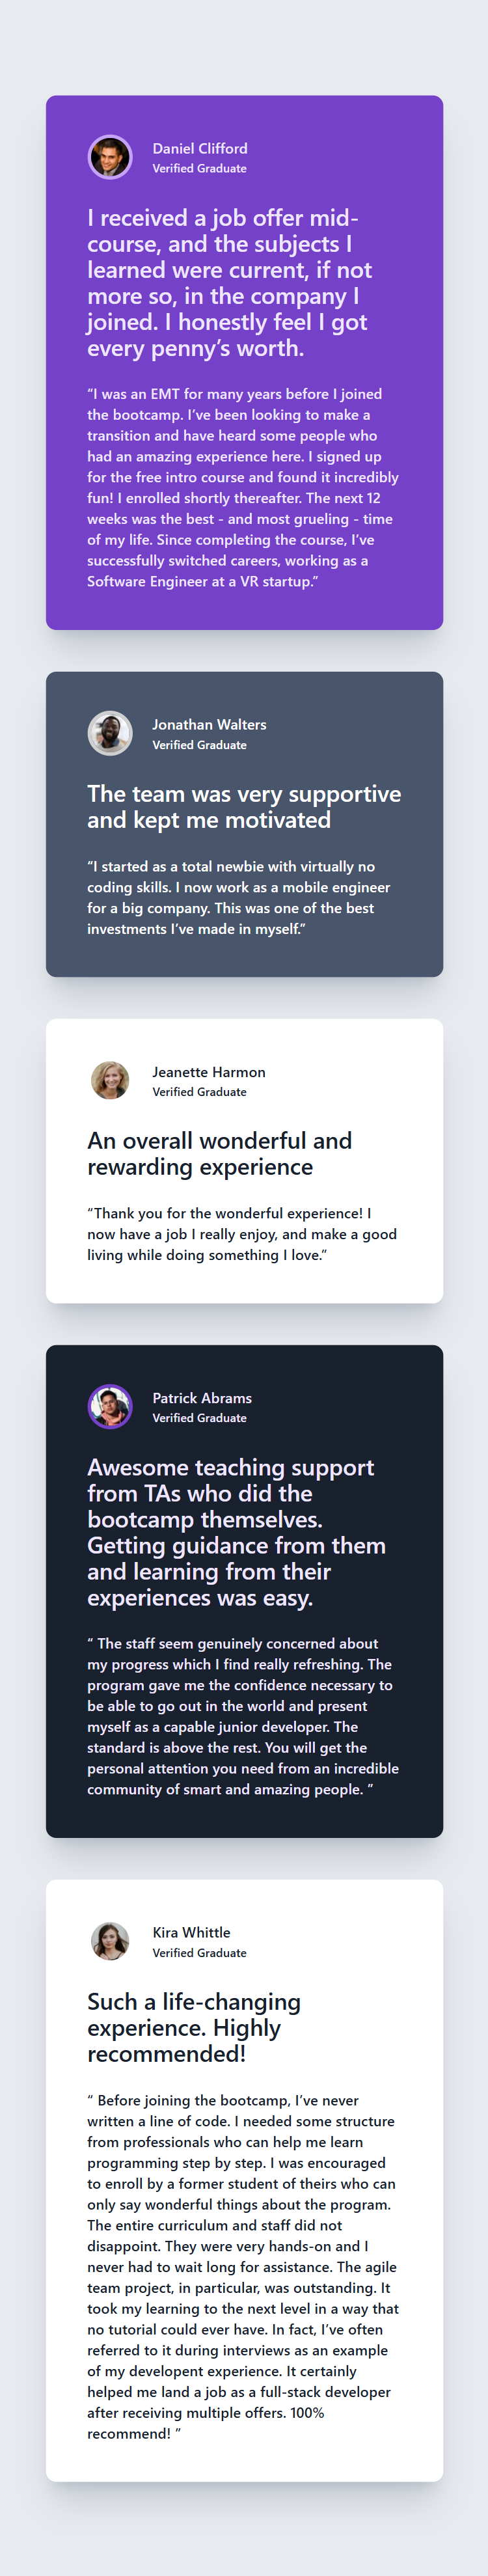 Daniel Clifford
Verified Graduate
I received a job offer mid-
course, and the subjects I
learned were current, if not
more so, in the company I
joined. I honestly feel I got
every penny’s worth.
“I was an EMT for many years before I joined
the bootcamp. I’ve been looking to make a
transition and have heard some people who
had an amazing experience here. I signed up
for the free intro course and found it incredibly
fun! I enrolled shortly thereafter. The next 12
weeks was the best - and most grueling - time
of my life. Since completing the course, I’ve
successfully switched careers, working as a
Software Engineer at a VR startup.”
Jonathan Walters
Verified Graduate
The team was very supportive
and kept me motivated
“I started as a total newbie with virtually no
coding skills. I now work as a mobile engineer
for a big company. This was one of the best
investments I’ve made in myself.”
Jeanette Harmon
Verified Graduate
An overall wonderful and
rewarding experience
“Thank you for the wonderful experience! I
now have a job I really enjoy, and make a good
living while doing something I love.”
Patrick Abrams
Verified Graduate
Awesome teaching support
from TAs who did the
bootcamp themselves.
Getting guidance from them
and learning from their
experiences was easy.
“ The staff seem genuinely concerned about
my progress which I find really refreshing. The
program gave me the confidence necessary to
be able to go out in the world and present
myself as a capable junior developer. The
standard is above the rest. You will get the
personal attention you need from an incredible
community of smart and amazing people. ”
Kira Whittle
Verified Graduate
Such a life-changing
experience. Highly
recommended!
“ Before joining the bootcamp, I’ve never
written a line of code. I needed some structure
from professionals who can help me learn
programming step by step. I was encouraged
to enroll by a former student of theirs who can
only say wonderful things about the program.
The entire curriculum and staff did not
disappoint. They were very hands-on and I
never had to wait long for assistance. The agile
team project, in particular, was outstanding. It
took my learning to the next level in a way that
no tutorial could ever have. In fact, I’ve often
referred to it during interviews as an example
of my developent experience. It certainly
helped me land a job as a full-stack developer
after receiving multiple offers. 100%
recommend! ”